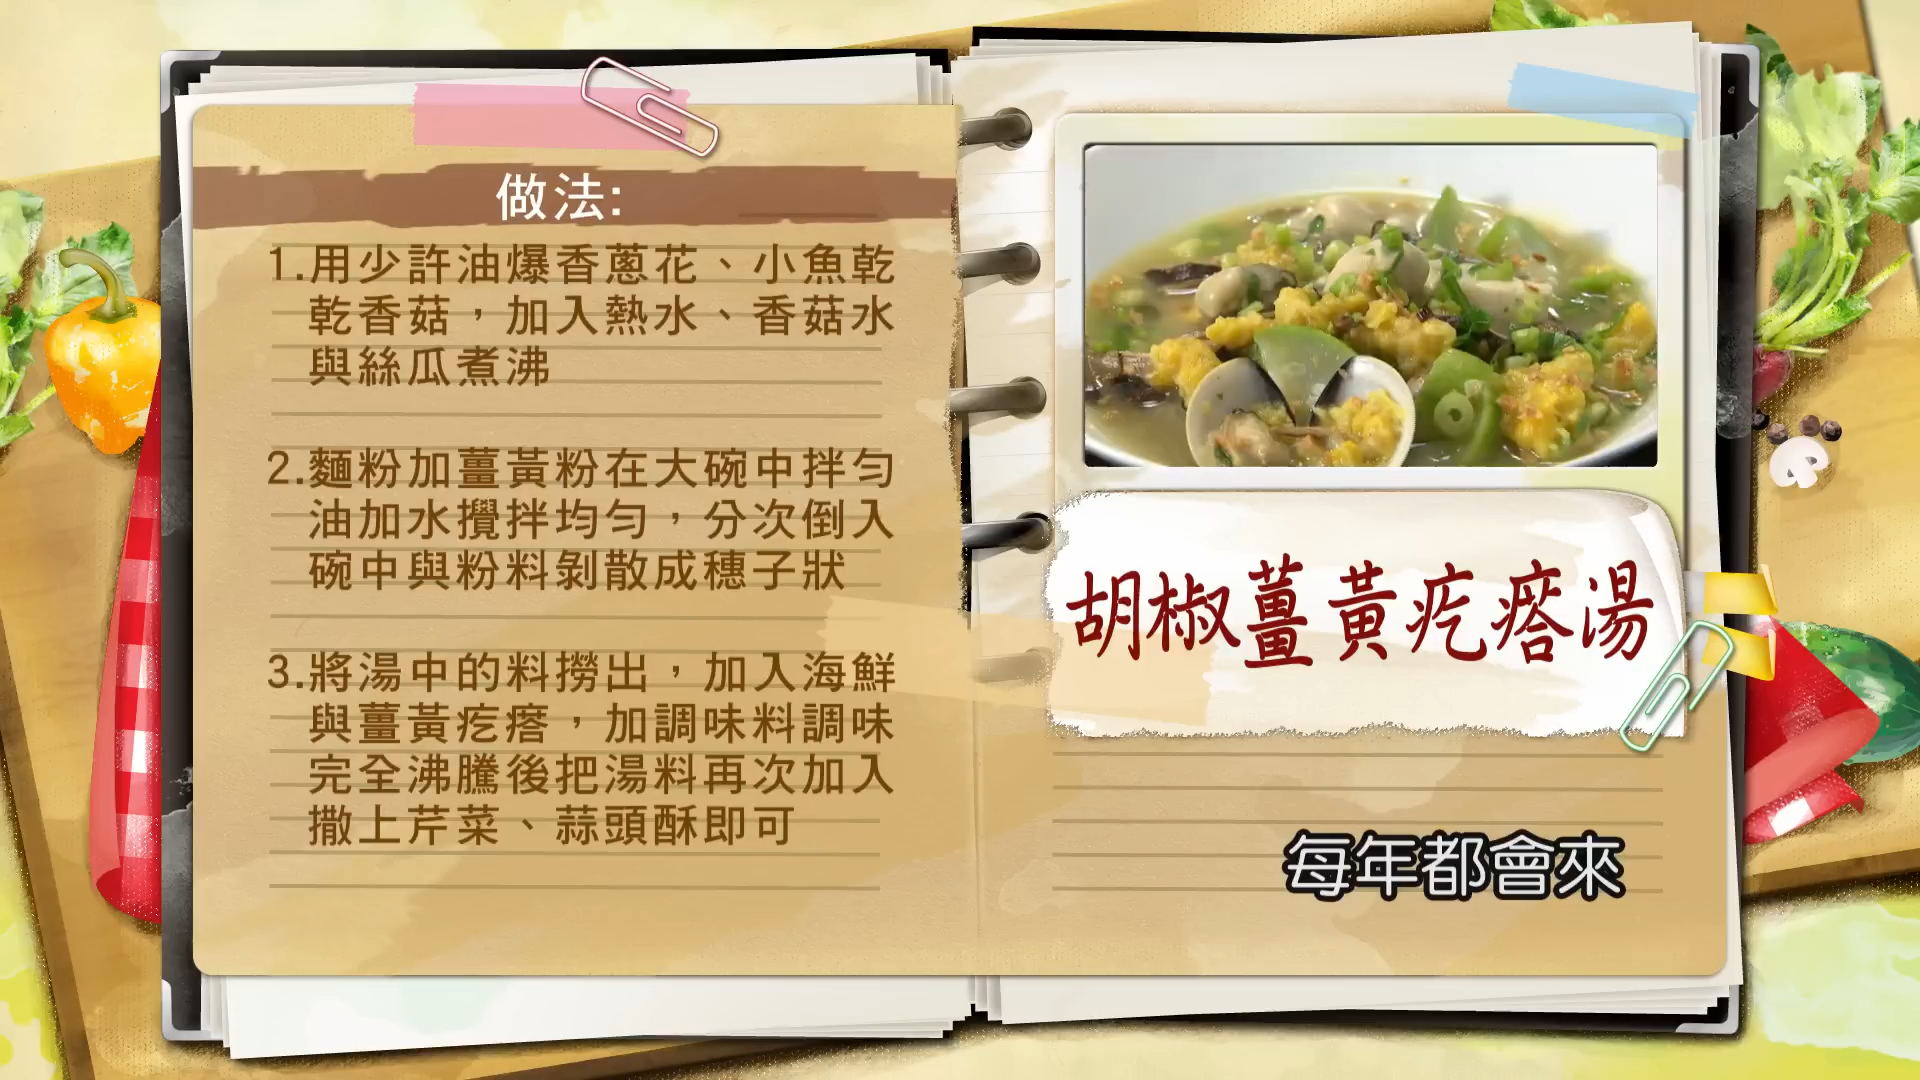 做法:
1.用少許油爆香蔥花、小魚乾
乾香菇，加入熱水、香菇水
與絲瓜煮沸
2.麵粉加薑黃粉在大碗中拌勻
油加水攪拌均勻，分次倒入
碗中與粉料剝散成穗子狀
3.將湯中的料撈出，加入海鮮
與薑黃疙瘩，加調味料調味
完全沸騰後把湯料再次加入
撒上芹菜、蒜頭酥即可
胡椒薑黃疙瘩湯
每年都會來